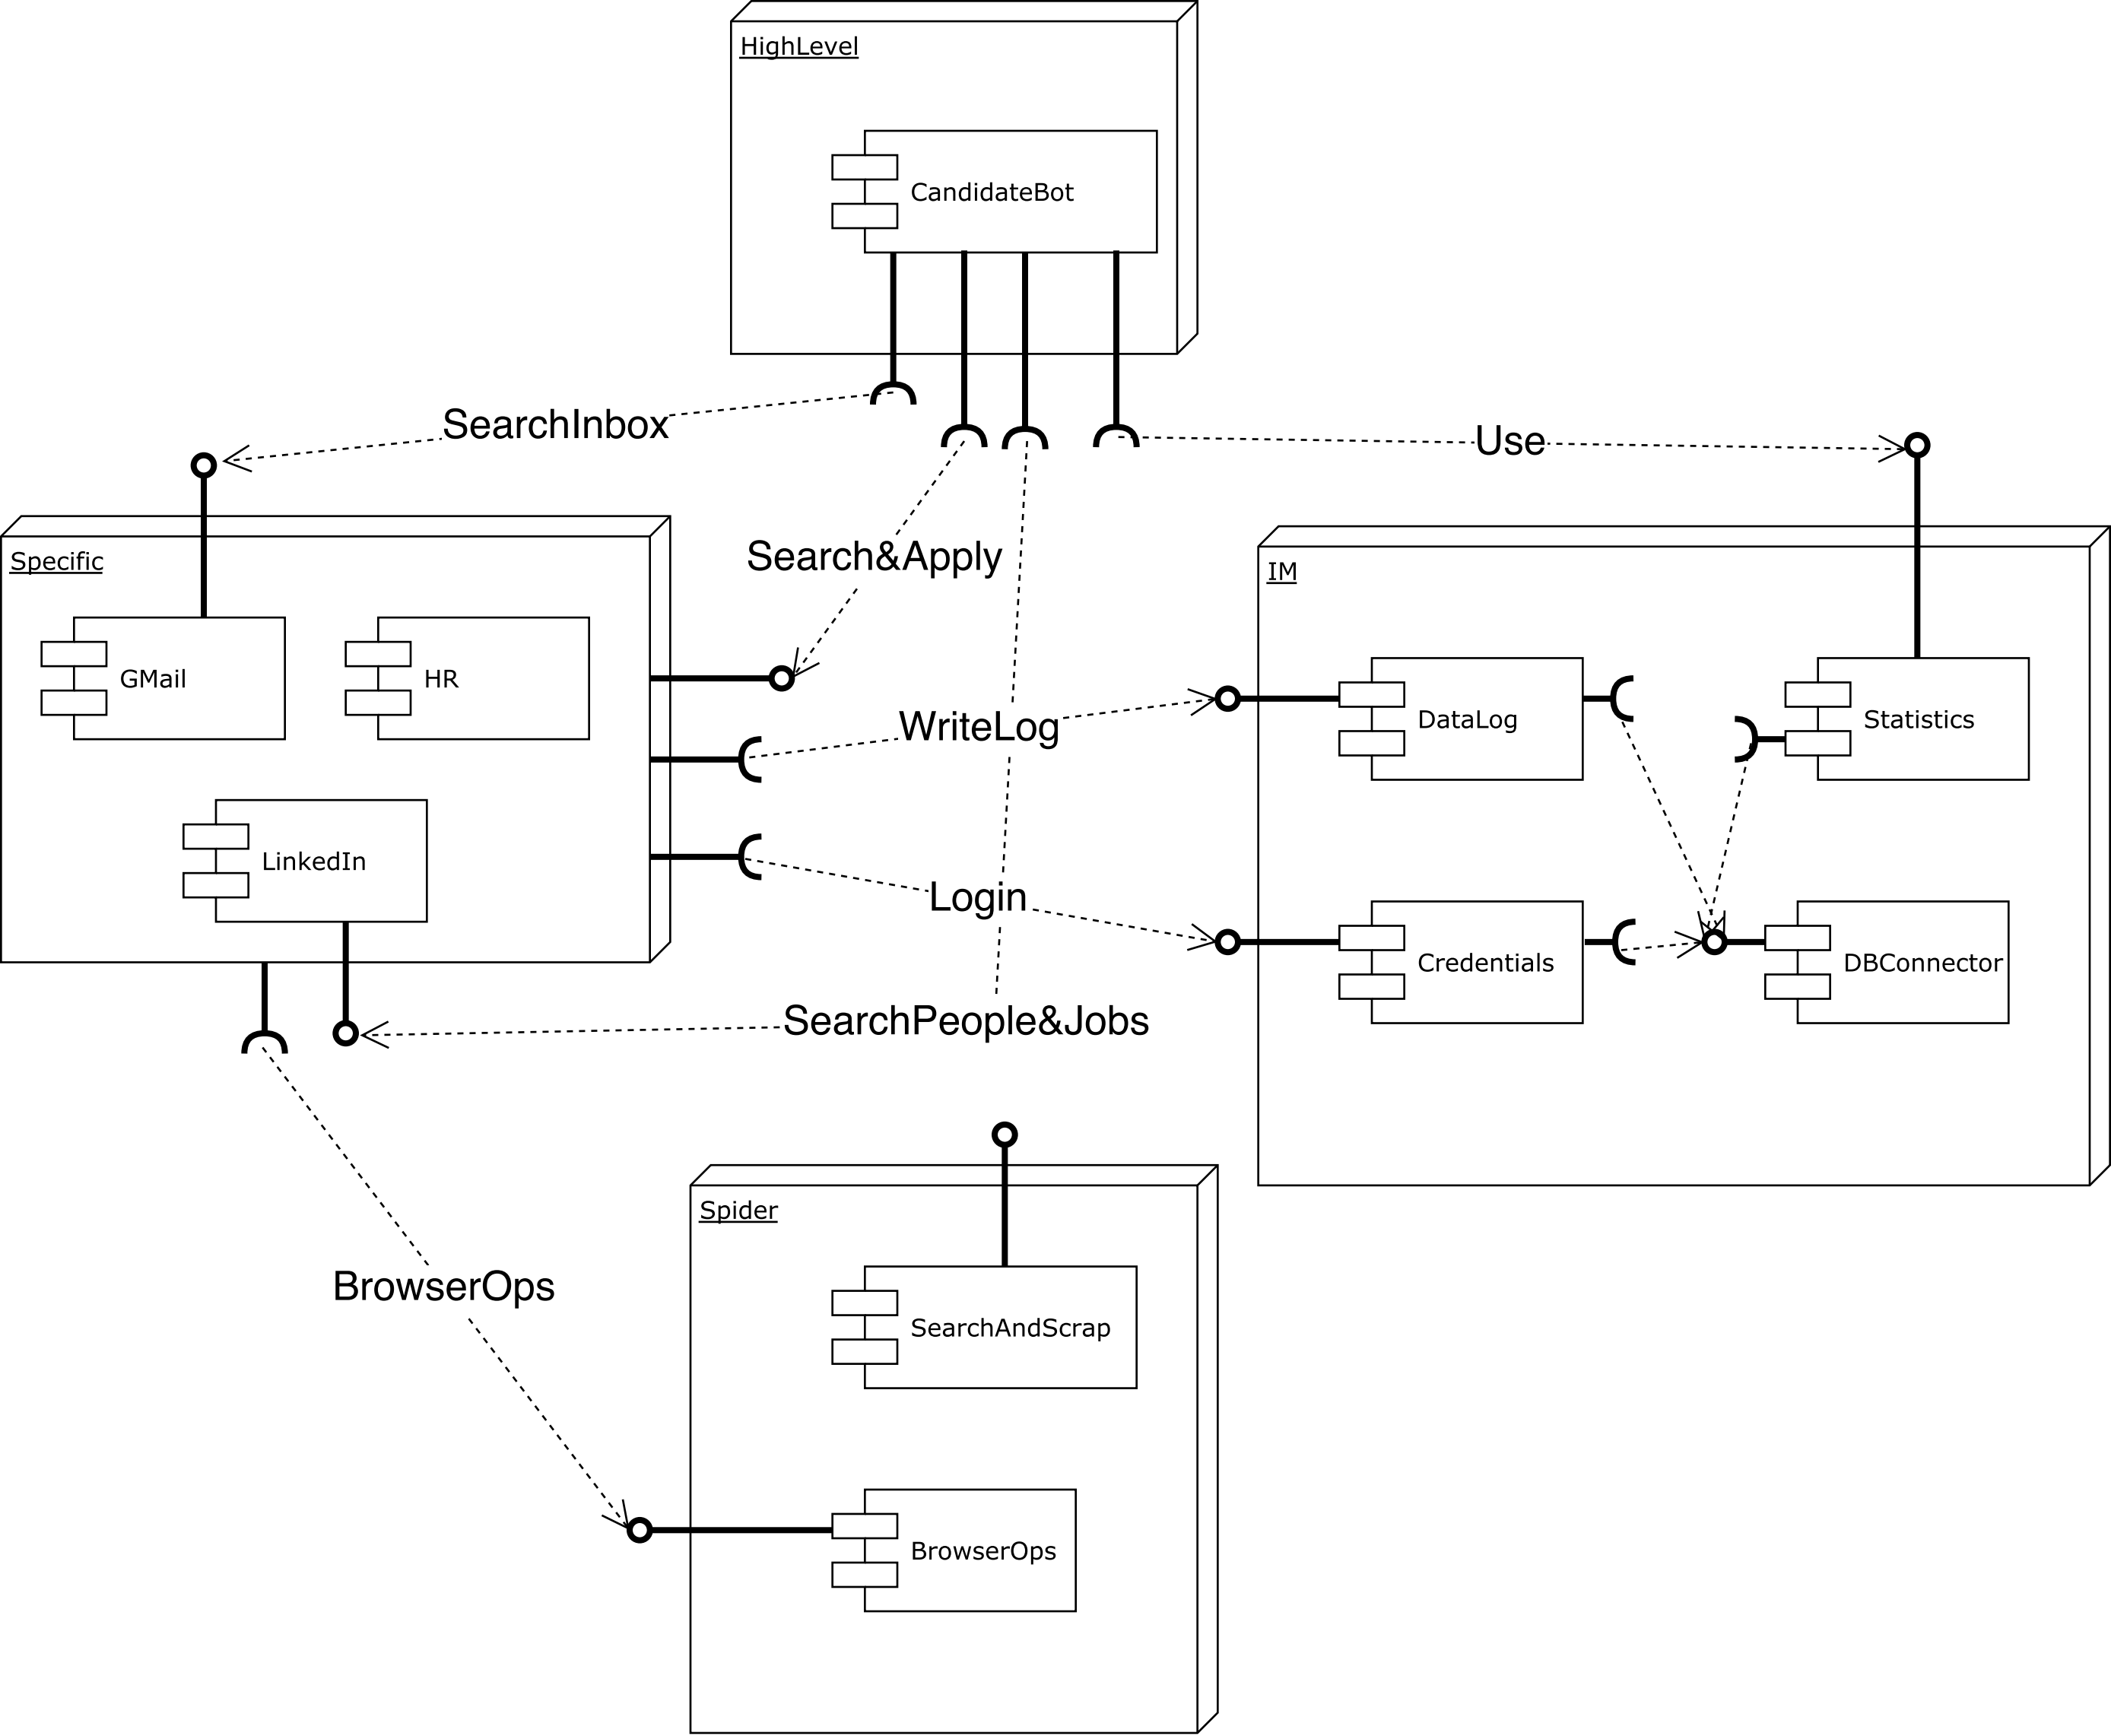 HighLevel
CandidateBot
SearchInbox
Use
Search&Apply
Specific
IM
GMail
HR
DataLog
Statistics
WriteLog
LinkedIn
Login
Credentials
DBConnector
SearchPeople&Jobs
Spider
BrowserOps
SearchAndScrap
BrowserOps